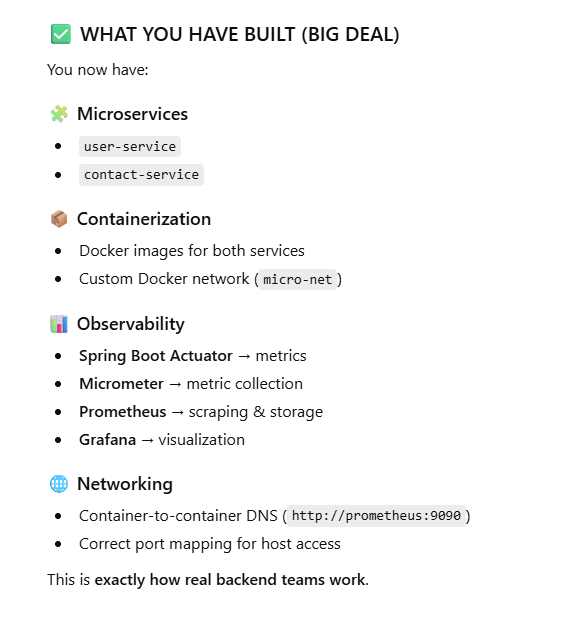 ✅ WHAT YOU HAVE BUILT (BIG DEAL)
You now have:
🧩 Microservices
• user-service
• contact-service
📦 Containerization
• Docker images for both services
• Custom Docker network (micro-net)
📊 Observability
• Spring Boot Actuator → metrics
• Micrometer → metric collection
• Prometheus → scraping & storage
• Grafana → visualization
🌐 Networking
• Container-to-container DNS (http://prometheus:9090)
• Correct port mapping for host access
This is exactly how real backend teams work.